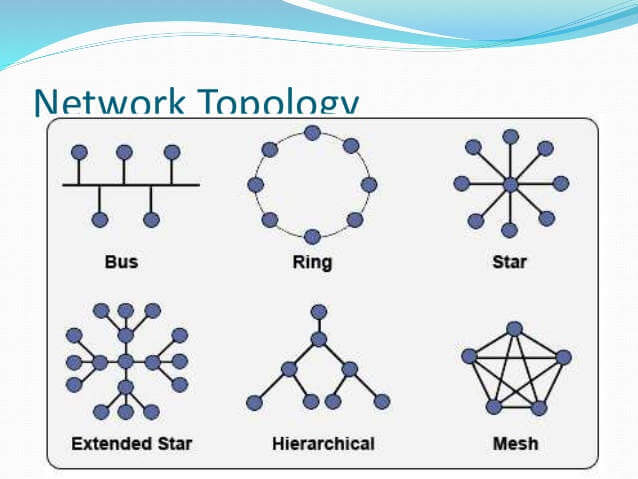 Network Topology
Bus
Ring
Star
Extended Star
Hierarchical
Mesh